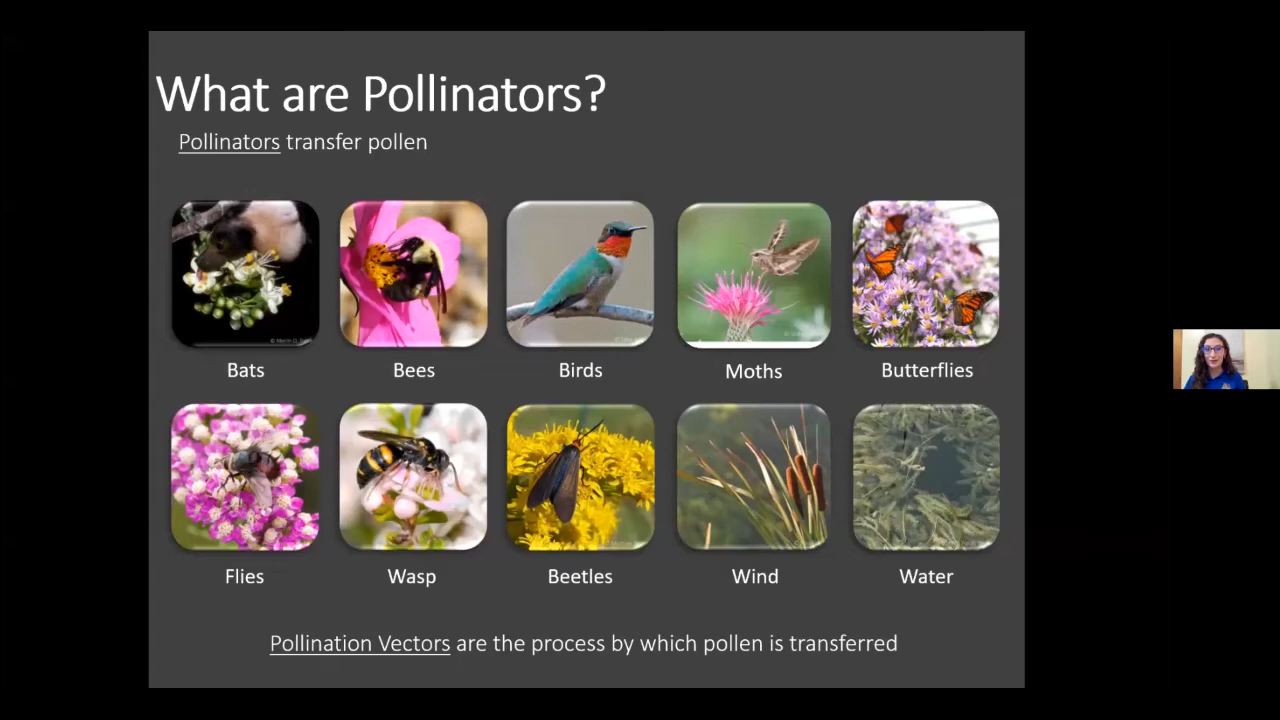 What are Pollinators?
Pollinators transfer pollen
Bats
Bees
Birds
Moths
Butterflies
Flies
Wasp
Beetles
Wind
Water
Pollination Vectors are the process by which pollen is transferred